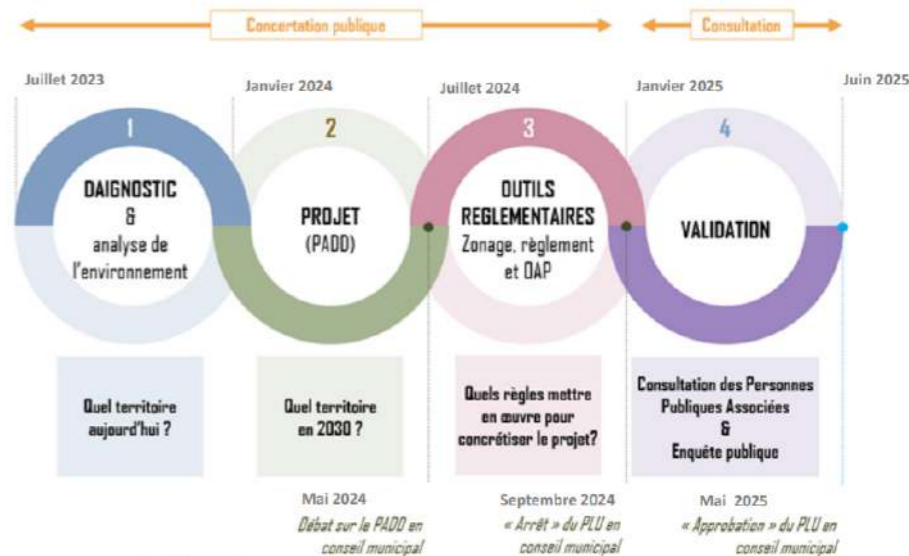 Concertation publique
Consultation
Juillet 2023
Janvier 2024
Juillet 2024
Janvier 2025
Juin 2025
1
DAIGNOSTIC
&
analyse de
l'environnement
2
PROJET
(PADD)
3
OUTILS
REGLEMENTAIRES
Zonage, règlement
et OAP
4
VALIDATION
Quel territoire
aujourd'hui ?
Quel territoire
en 2030 ?
Quels règles mettre
en œuvre pour
concrétiser le projet?
Consultation des Personnes
Publiques Associées
&
Enquête publique
Mai 2024
Débat sur le PADD en
conseil municipal
Septembre 2024
« Arrêt » du PLU en
conseil municipal
Mai 2025
« Approbation » du PLU en
conseil municipal